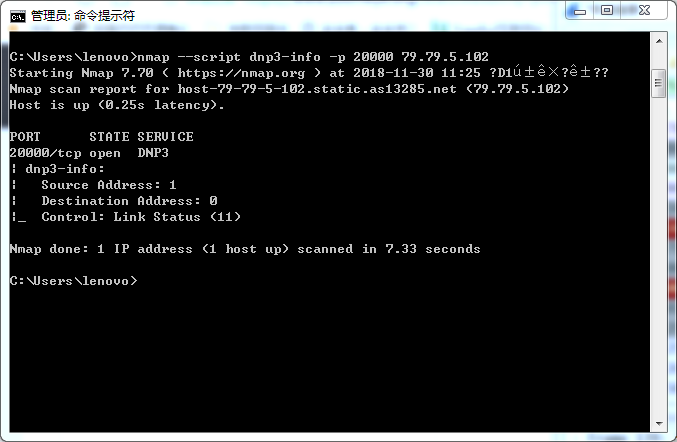 管理员: 命令提示符
C:\Users\lenovo>nmap --script dnp3-info -p 20000 79.79.5.102
Starting Nmap 7.70 ( https://nmap.org ) at 2018-11-30 11:25 ?D1ú±ê×?ê±??
Nmap scan report for host-79-79-5-102.static.as13285.net (79.79.5.102)
Host is up (0.25s latency).
PORT      STATE SERVICE
20000/tcp open  DNP3
| dnp3-info:
|   Source Address: 1
|   Destination Address: 0
|_  Control: Link Status (11)
Nmap done: 1 IP address (1 host up) scanned in 7.33 seconds
C:\Users\lenovo>